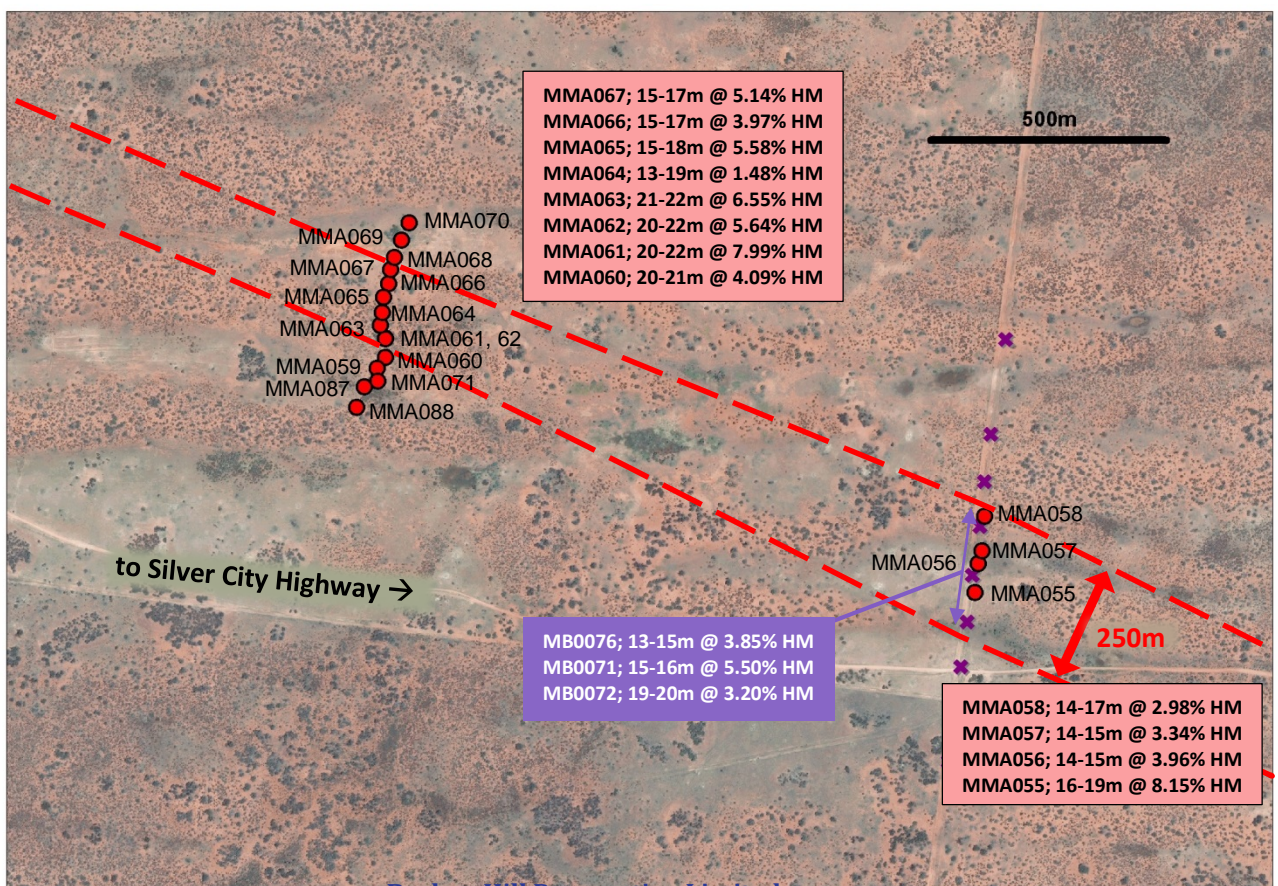 MMA067; 15-17m @ 5.14% HM
MMA066; 15-17m @ 3.97% HM
MMA065; 15-18m @ 5.58% HM
MMA064; 13-19m @ 1.48% HM
MMA063; 21-22m @ 6.55% HM
MMA062; 20-22m @ 5.64% HM
MMA061; 20-22m @ 7.99% HM
MMA060; 20-21m @ 4.09% HM
500m
MMA070
MMA069
MMA068
MMA067
MMA066
MMA065
MMA064
MMA063
MMA061, 62
MMA060
MMA059
MMA071
MMA087
MMA088
MMA058
MMA057
MMA056
MMA055
to Silver City Highway →
250m
MB0076; 13-15m @ 3.85% HM
MB0071; 15-16m @ 5.50% HM
MB0072; 19-20m @ 3.20% HM
MMA058; 14-17m @ 2.98% HM
MMA057; 14-15m @ 3.34% HM
MMA056; 14-15m @ 3.96% HM
MMA055; 16-19m @ 8.15% HM